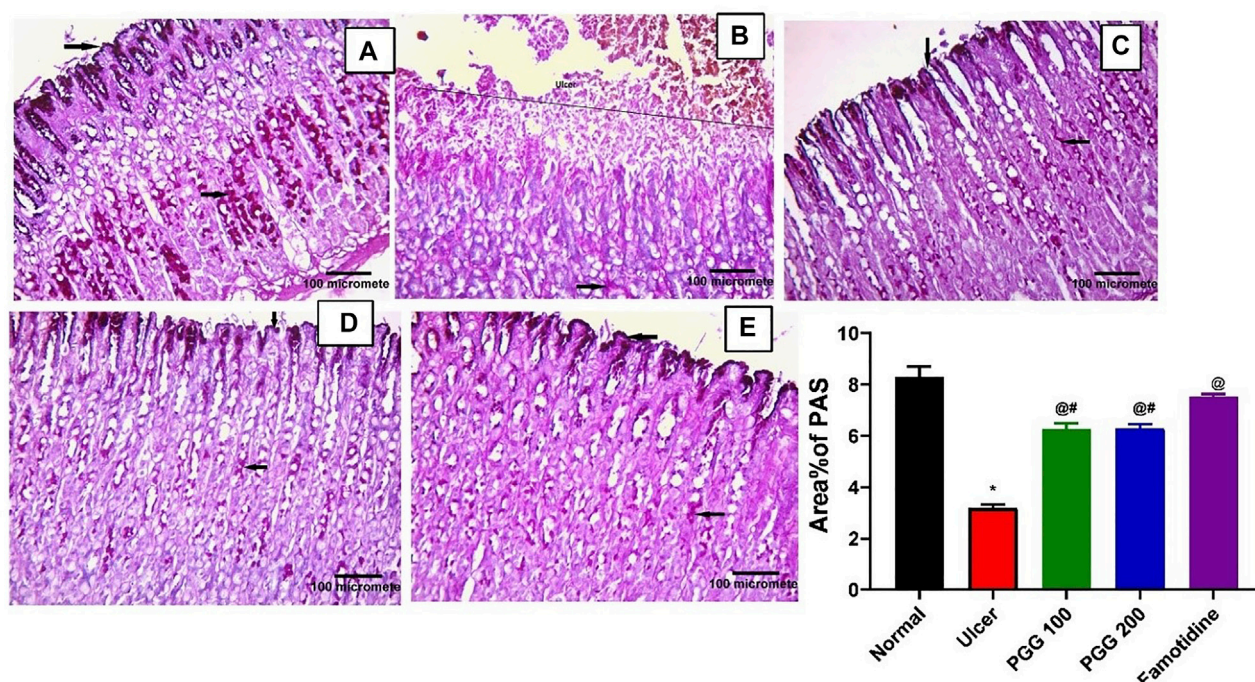 A
B
C
Ulcer
100 micromete
100 micromete
100 micromete
D
E
100 micromete
100 micromete
Area%of PAS
10
8
6
4
2
0
*
@#
@#
@
Normal
Ulcer
PGG 100
PGG 200
Famotidine